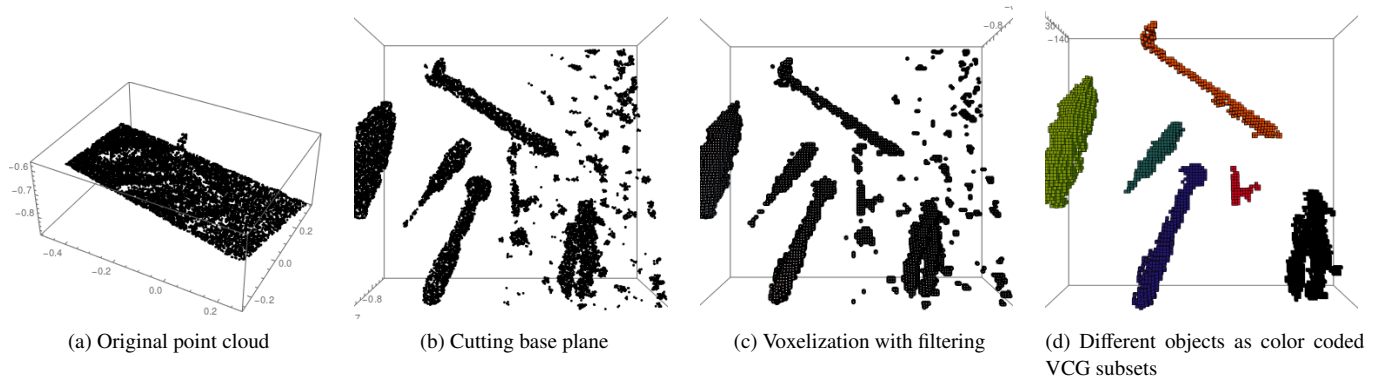 −0.6
−0.7
−0.8
−0.4
−0.2
0.0
0.2
0.2
0.0
−0.2
−0.8
−0.8
30
−140
(a) Original point cloud
(b) Cutting base plane
(c) Voxelization with filtering
(d) Different objects as color coded
VCG subsets